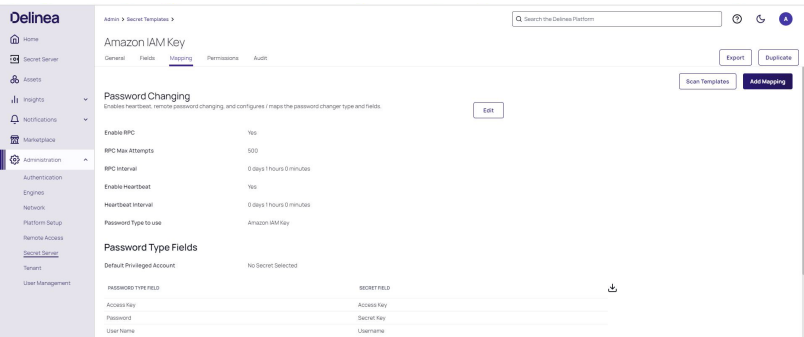 Delinea
Home
Secret Server
Assets
Insights
Notifications
Marketplace
Administration
Authentication
Engines
Network
Platform Setup
Remote Access
Secret Server
Tenant
User Management
Admin > Secret Templates >
Search the Delinea Platform
A
Amazon IAM Key
General Fields Mapping Permissions Audit
Export Duplicate
Scan Templates Add Mapping
Password Changing
Enables heartbeat, remote password changing, and configures / maps the password changer type and fields.
Edit
Enable RPC Yes
RPC Max Attempts 500
RPC Interval 0 days 1 hours 0 minutes
Enable Heartbeat Yes
Heartbeat Interval 0 days 1 hours 0 minutes
Password Type to use Amazon IAM Key
Password Type Fields
Default Privileged Account No Secret Selected
PASSWORD TYPE FIELD SECRET FIELD
Access Key Access Key
Password Secret Key
User Name Username